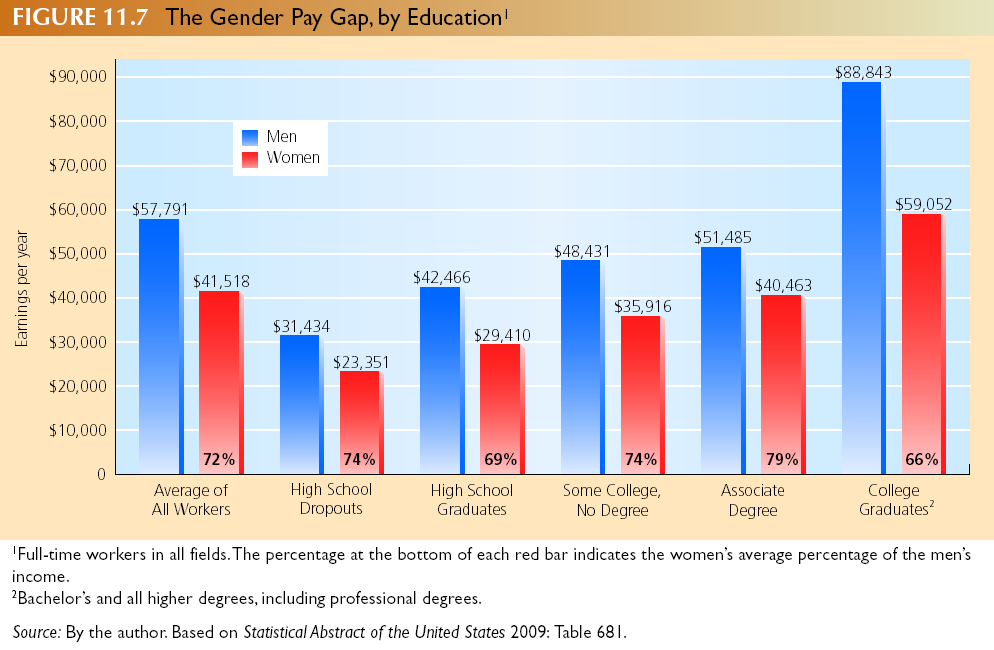 FIGURE 11.7 The Gender Pay Gap, by Education¹
Earnings per year
$90,000
$80,000
$70,000
$60,000
$50,000
$40,000
$30,000
$20,000
$10,000
0
Men
Women
$57,791
$41,518
72%
Average of
All Workers
$31,434
$23,351
74%
High School
Dropouts
$42,466
$29,410
69%
High School
Graduates
$48,431
$35,916
74%
Some College,
No Degree
$51,485
$40,463
79%
Associate
Degree
$88,843
$59,052
66%
College
Graduates²
¹Full-time workers in all fields. The percentage at the bottom of each red bar indicates the women's average percentage of the men's
income.
²Bachelor's and all higher degrees, including professional degrees.
Source: By the author. Based on Statistical Abstract of the United States 2009: Table 681.